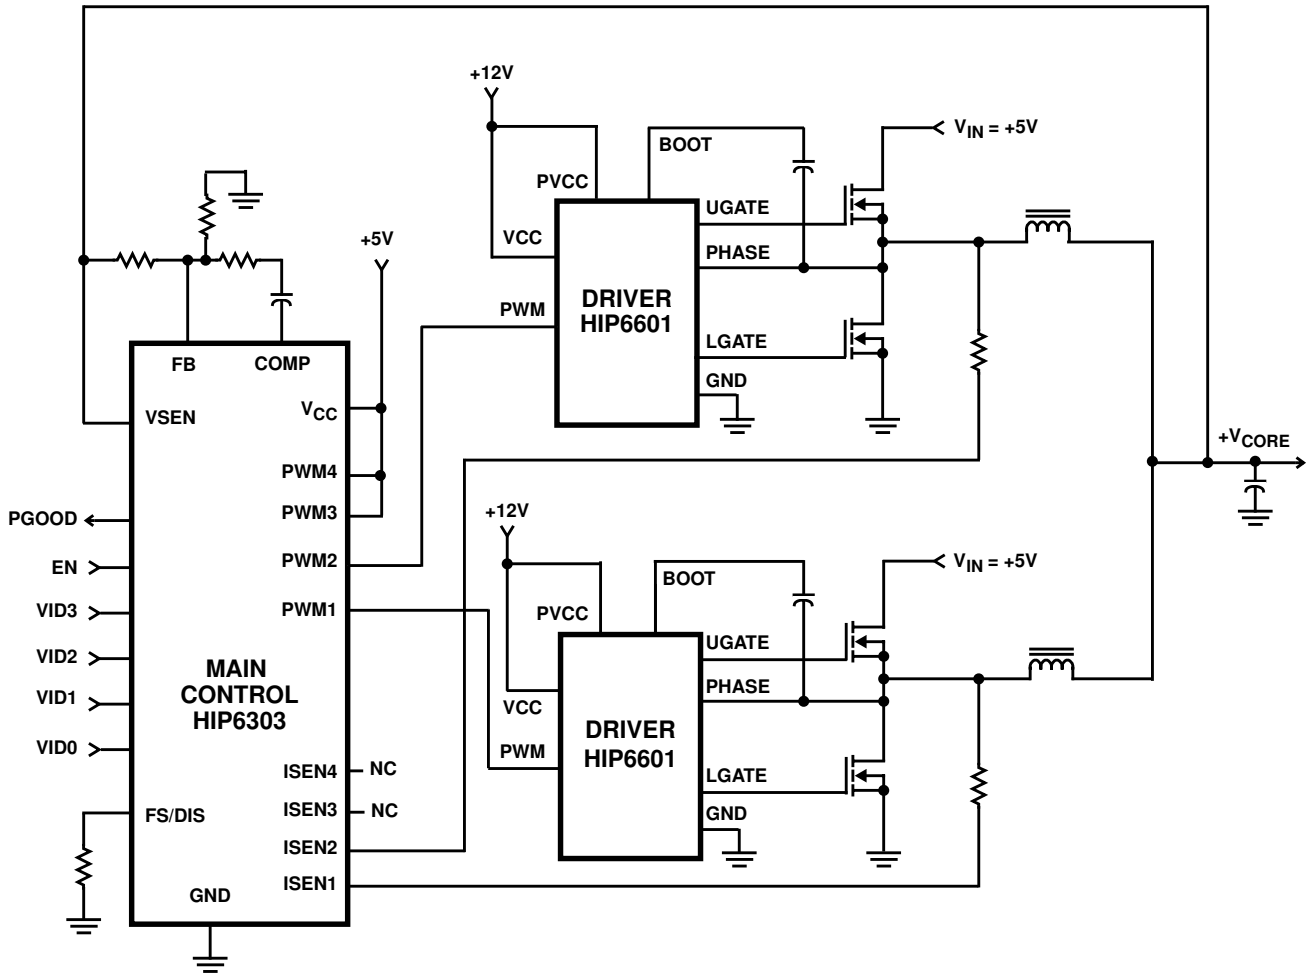 +12V
BOOT
VIN = +5V
PVCC
UGATE
+5V
VCC
PHASE
DRIVER
HIP6601
PWM
LGATE
FB
COMP
GND
VCC
VSEN
+VCORE
PWM4
PWM3
+12V
PGOOD
PWM2
VIN = +5V
EN
BOOT
VID3
PWM1
PVCC
UGATE
VID2
MAIN
CONTROL
HIP6303
PHASE
VID1
VCC
DRIVER
HIP6601
VID0
PWM
ISEN4
NC
LGATE
ISEN3
NC
FS/DIS
GND
ISEN2
ISEN1
GND